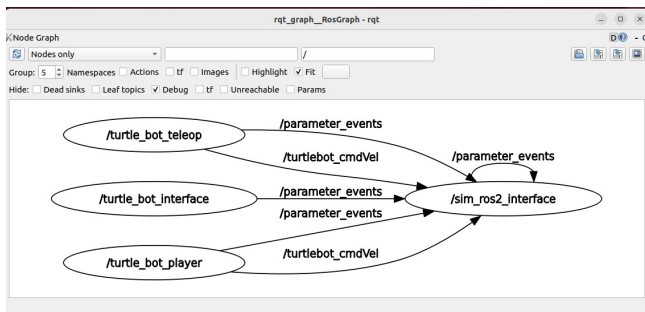 rqt_graph__RosGraph - rqt
Node Graph
D - 
Nodes only /
Group: 5 Namespaces Actions tf Images Highlight Fit
Hide: Dead sinks Leaf topics Debug tf Unreachable Params
/turtle_bot_teleop
/parameter_events
/turtlebot_cmdVel
/parameter_events
/turtle_bot_interface
/parameter_events
/sim_ros2_interface
/parameter_events
/turtle_bot_player
/turtlebot_cmdVel